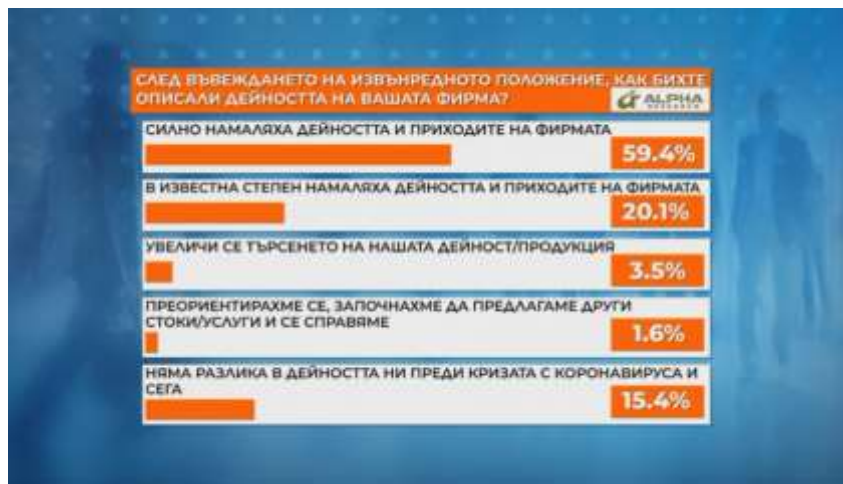 СЛЕД ВЪВЕЖДАНЕТО НА ИЗВЪНРЕДНОТО ПОЛОЖЕНИЕ, КАК БИХТЕ
ОПИСАЛИ ДЕЙНОСТТА НА ВАШАТА ФИРМА?
ALPHA
RESEARCH
СИЛНО НАМАЛЯХА ДЕЙНОСТТА И ПРИХОДИТЕ НА ФИРМАТА
59.4%
В ИЗВЕСТНА СТЕПЕН НАМАЛЯХА ДЕЙНОСТТА И ПРИХОДИТЕ НА ФИРМАТА
20.1%
УВЕЛИЧИ СЕ ТЪРСЕНЕТО НА НАШАТА ДЕЙНОСТ/ПРОДУКЦИЯ
3.5%
ПРЕОРИЕНТИРАХМЕ СЕ, ЗАПОЧНАХМЕ ДА ПРЕДЛАГАМЕ ДРУГИ
СТОКИ/УСЛУГИ И СЕ СПРАВЯМЕ
1.6%
НЯМА РАЗЛИКА В ДЕЙНОСТТА НИ ПРЕДИ КРИЗАТА С КОРОНАВИРУСА И
СЕГА
15.4%